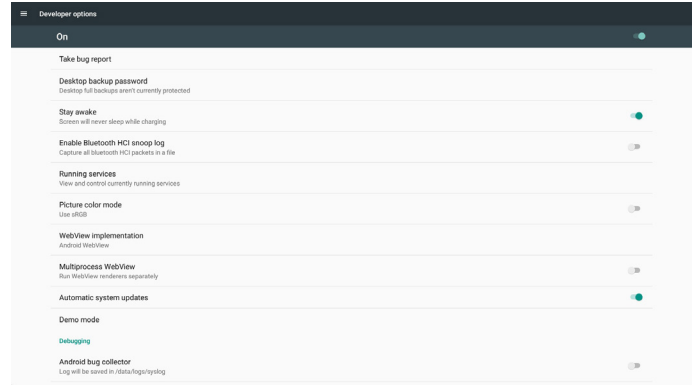 Developer options
On
Take bug report
Desktop backup password
Desktop full backups aren't currently protected
Stay awake
Screen will never sleep while charging
Enable Bluetooth HCI snoop log
Capture all bluetooth HCI packets in a file
Running services
View and control currently running services
Picture color mode
Use sRGB
WebView implementation
Android WebView
Multiprocess WebView
Run WebView renderers separately
Automatic system updates
Demo mode
Debugging
Android bug collector
Log will be saved in /data/logs/syslog